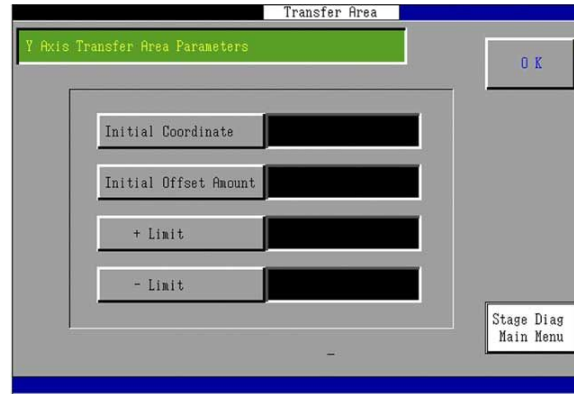 Transfer Area
Y Axis Transfer Area Parameters
O K
Initial Coordinate
Initial Offset Amount
+ Limit
- Limit
Stage Diag
Main Menu